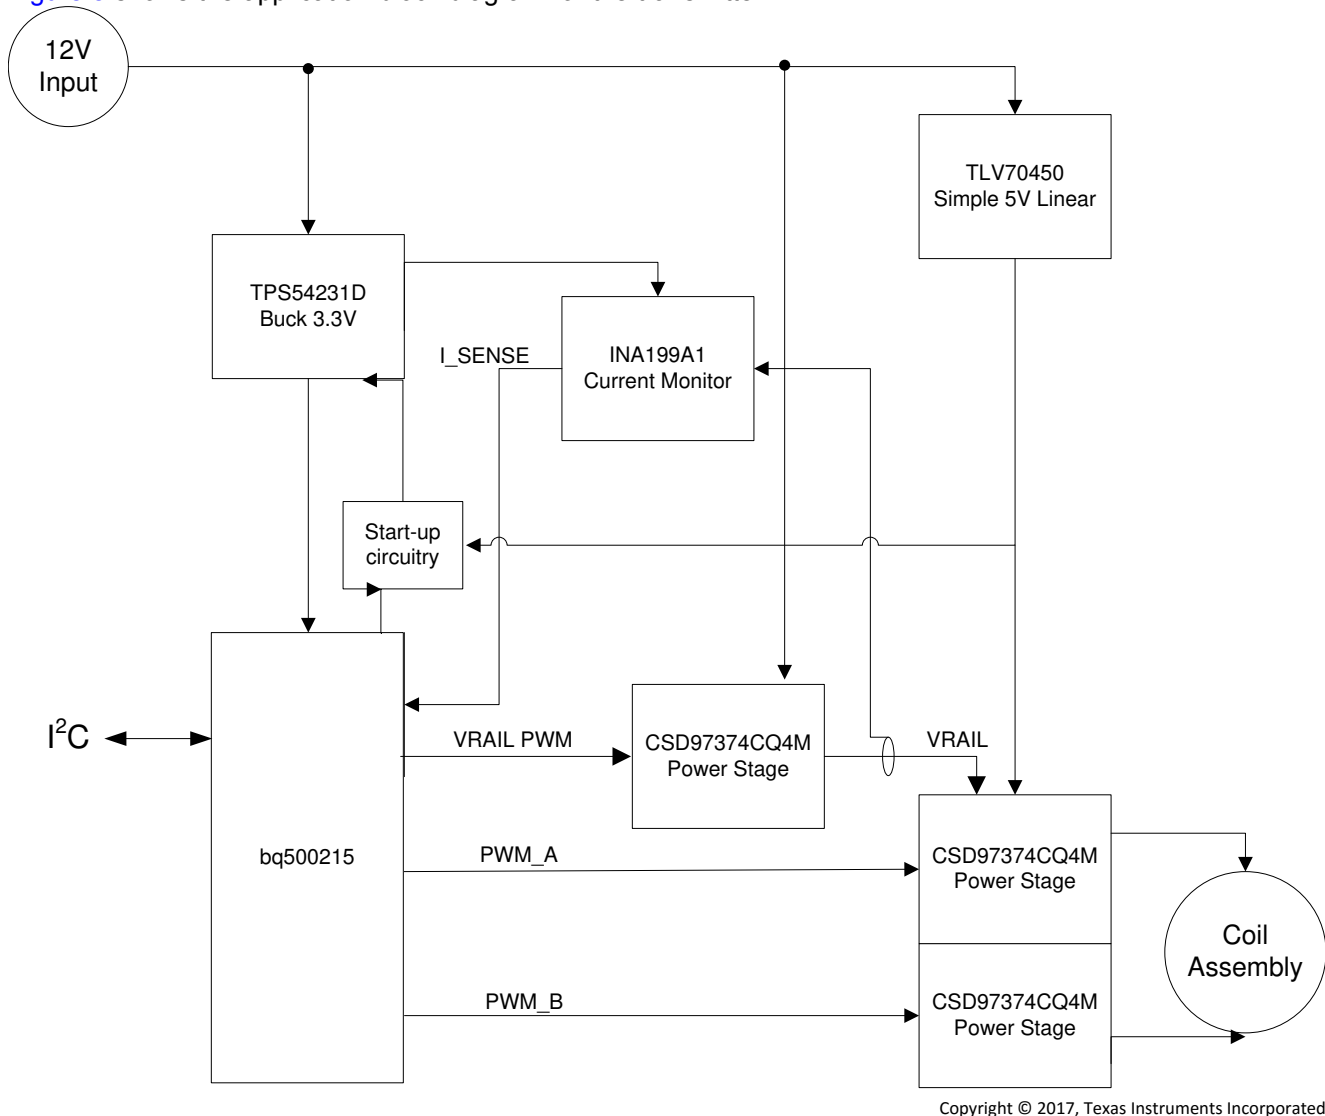 12V
Input
TLV70450
Simple 5V Linear
TPS54231D
Buck 3.3V
I_SENSE
INA199A1
Current Monitor
Start-up
circuitry
I²C
VRAIL PWM
CSD97374CQ4M
Power Stage
VRAIL
bq500215
PWM_A
CSD97374CQ4M
Power Stage
Coil
Assembly
PWM_B
CSD97374CQ4M
Power Stage
Copyright © 2017, Texas Instruments Incorporated